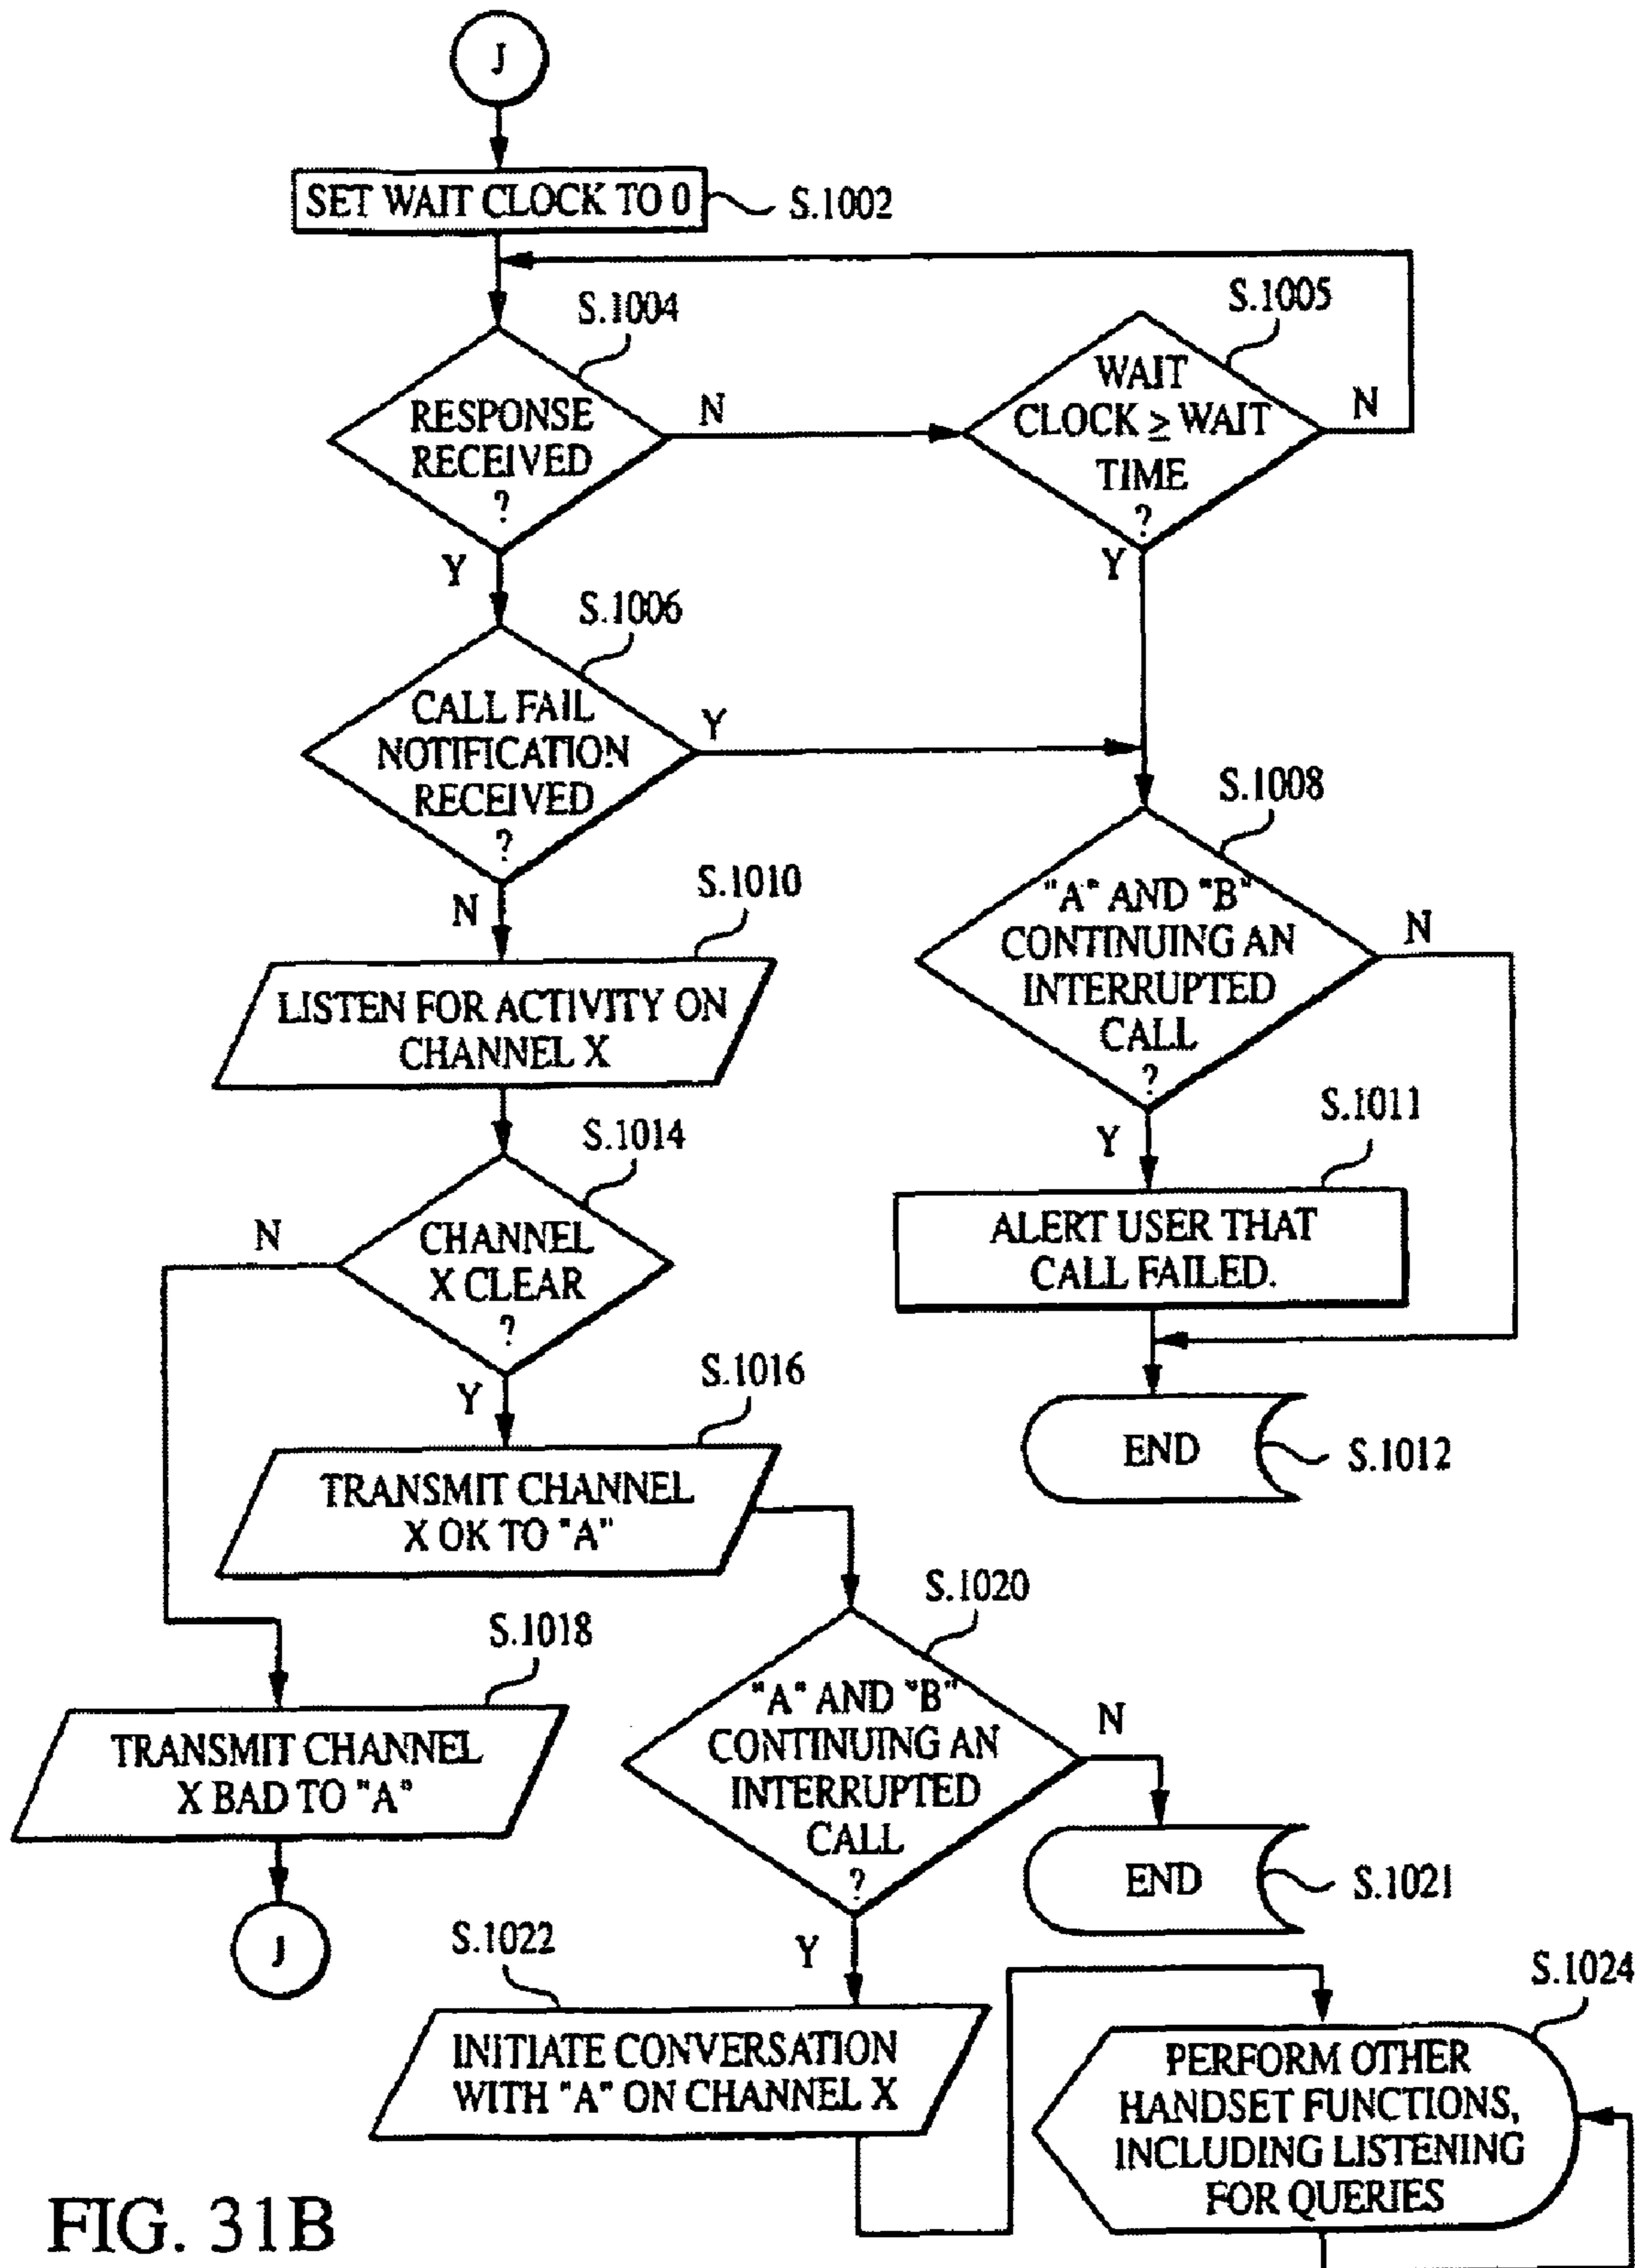 J
SET WAIT CLOCK TO 0
S.1002
S.1004
RESPONSE
RECEIVED
?
N
Y
S.1005
WAIT
CLOCK ≥ WAIT
TIME
?
N
Y
S.1006
CALL FAIL
NOTIFICATION
RECEIVED
?
Y
N
S.1008
"A" AND "B"
CONTINUING AN
INTERRUPTED
CALL
?
N
Y
S.1010
LISTEN FOR ACTIVITY ON
CHANNEL X
S.1011
ALERT USER THAT
CALL FAILED.
END
S.1012
S.1014
CHANNEL
X CLEAR
?
N
Y
S.1016
TRANSMIT CHANNEL
X OK TO "A"
S.1018
TRANSMIT CHANNEL
X BAD TO "A"
J
S.1020
"A" AND "B"
CONTINUING AN
INTERRUPTED
CALL
?
N
Y
END
S.1021
S.1022
INITIATE CONVERSATION
WITH "A" ON CHANNEL X
S.1024
PERFORM OTHER
HANDSET FUNCTIONS,
INCLUDING LISTENING
FOR QUERIES
FIG. 31B